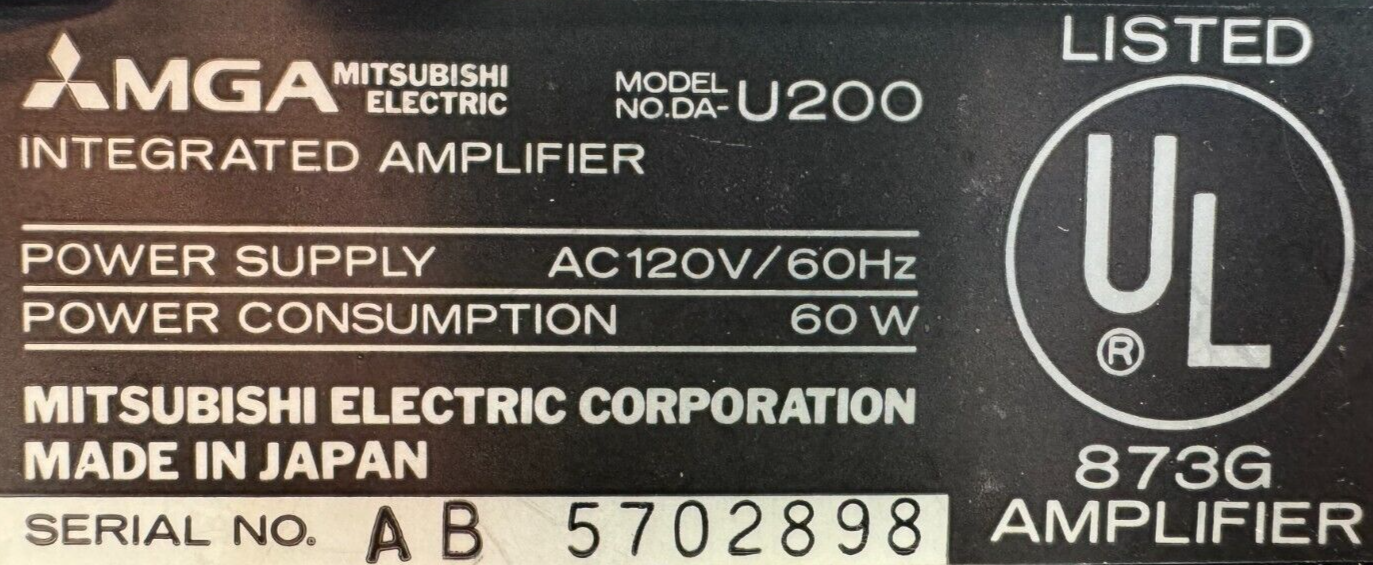 MGA MITSUBISHI ELECTRIC MODEL NO.DA-U200
INTEGRATED AMPLIFIER
POWER SUPPLY AC120V/60Hz
POWER CONSUMPTION 60 W
MITSUBISHI ELECTRIC CORPORATION
MADE IN JAPAN
SERIAL NO. AB 5702898
LISTED
UL
®
873G
AMPLIFIER